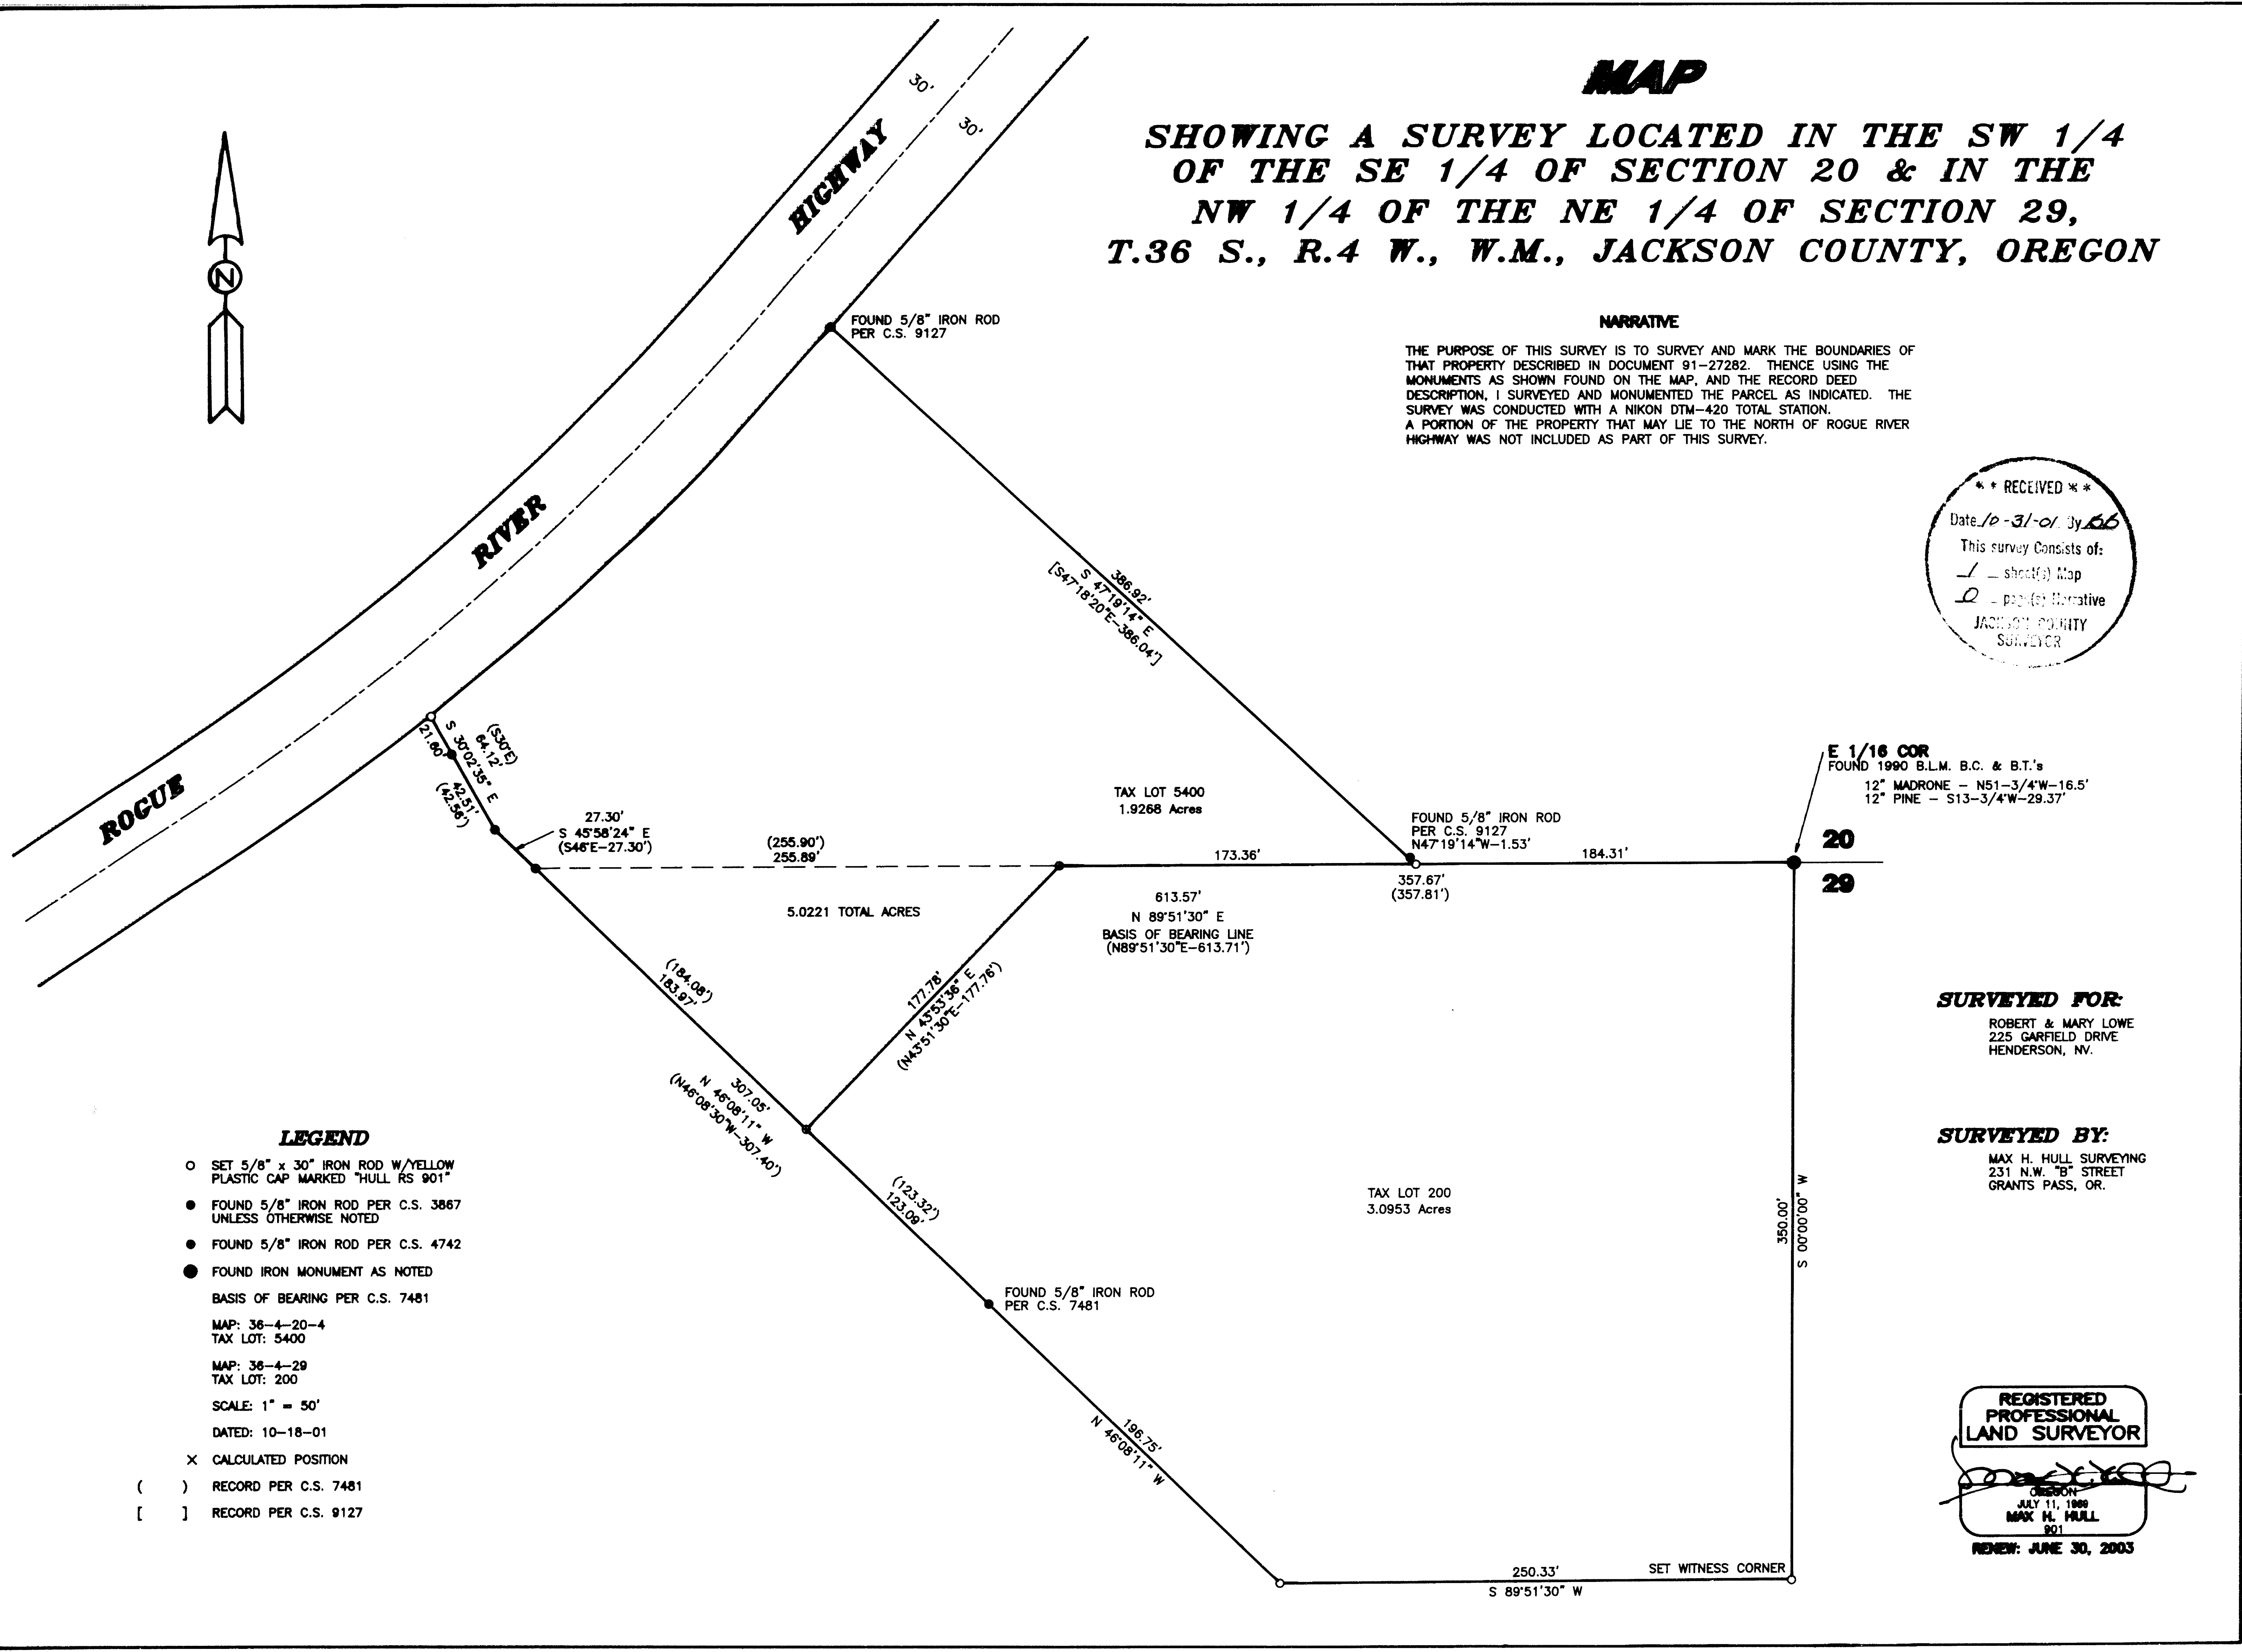 MAP
SHOWING A SURVEY LOCATED IN THE SW 1/4
OF THE SE 1/4 OF SECTION 20 & IN THE
NW 1/4 OF THE NE 1/4 OF SECTION 29,
T.36 S., R.4 W., W.M., JACKSON COUNTY, OREGON
NARRATIVE
THE PURPOSE OF THIS SURVEY IS TO SURVEY AND MARK THE BOUNDARIES OF
THAT PROPERTY DESCRIBED IN DOCUMENT 91-27282. THENCE USING THE
MONUMENTS AS SHOWN FOUND ON THE MAP, AND THE RECORD DEED
DESCRIPTION, I SURVEYED AND MONUMENTED THE PARCEL AS INDICATED. THE
SURVEY WAS CONDUCTED WITH A NIKON DTM-420 TOTAL STATION.
A PORTION OF THE PROPERTY THAT MAY LIE TO THE NORTH OF ROGUE RIVER
HIGHWAY WAS NOT INCLUDED AS PART OF THIS SURVEY.
* * RECEIVED * *
Date 10-31-01 By
This survey Consists of:
1 sheet(s) Map
0 page(s) Narrative
JACKSON COUNTY
SURVEYOR
30'
30'
HIGHWAY
RIVER
ROGUE
N
FOUND 5/8" IRON ROD
PER C.S. 9127
386.92'
S 47°19'14" E
[S47°18'20"E-386.04']
(S30°E)
64.12'
S 30°02'35" E
21.60'
42.51'
(42.56')
27.30'
S 45°58'24" E
(S46°E-27.30')
(255.90')
255.89'
TAX LOT 5400
1.9268 Acres
173.36'
FOUND 5/8" IRON ROD
PER C.S. 9127
N47°19'14"W-1.53'
184.31'
357.67'
(357.81')
E 1/16 COR
FOUND 1990 B.L.M. B.C. & B.T.'s
12" MADRONE - N51-3/4°W-16.5'
12" PINE - S13-3/4°W-29.37'
20
29
613.57'
N 89°51'30" E
BASIS OF BEARING LINE
(N89°51'30"E-613.71')
5.0221 TOTAL ACRES
(184.08')
183.97'
177.78'
N 43°53'36" E
(N43°51'30"E-177.76')
307.05'
N 46°08'11" W
(N46°08'30"W-307.40')
(123.32')
123.09'
FOUND 5/8" IRON ROD
PER C.S. 7481
TAX LOT 200
3.0953 Acres
350.00'
S 00°00'00" W
196.75'
N 46°08'11" W
250.33'
S 89°51'30" W
SET WITNESS CORNER
SURVEYED FOR:
ROBERT & MARY LOWE
225 GARFIELD DRIVE
HENDERSON, NV.
SURVEYED BY:
MAX H. HULL SURVEYING
231 N.W. "B" STREET
GRANTS PASS, OR.
LEGEND
SET 5/8" x 30" IRON ROD W/YELLOW
PLASTIC CAP MARKED "HULL RS 901"
FOUND 5/8" IRON ROD PER C.S. 3867
UNLESS OTHERWISE NOTED
FOUND 5/8" IRON ROD PER C.S. 4742
FOUND IRON MONUMENT AS NOTED
BASIS OF BEARING PER C.S. 7481
MAP: 36-4-20-4
TAX LOT: 5400
MAP: 36-4-29
TAX LOT: 200
SCALE: 1" = 50'
DATED: 10-18-01
X CALCULATED POSITION
( ) RECORD PER C.S. 7481
[ ] RECORD PER C.S. 9127
REGISTERED
PROFESSIONAL
LAND SURVEYOR
OREGON
JULY 11, 1969
MAX H. HULL
901
RENEW: JUNE 30, 2003